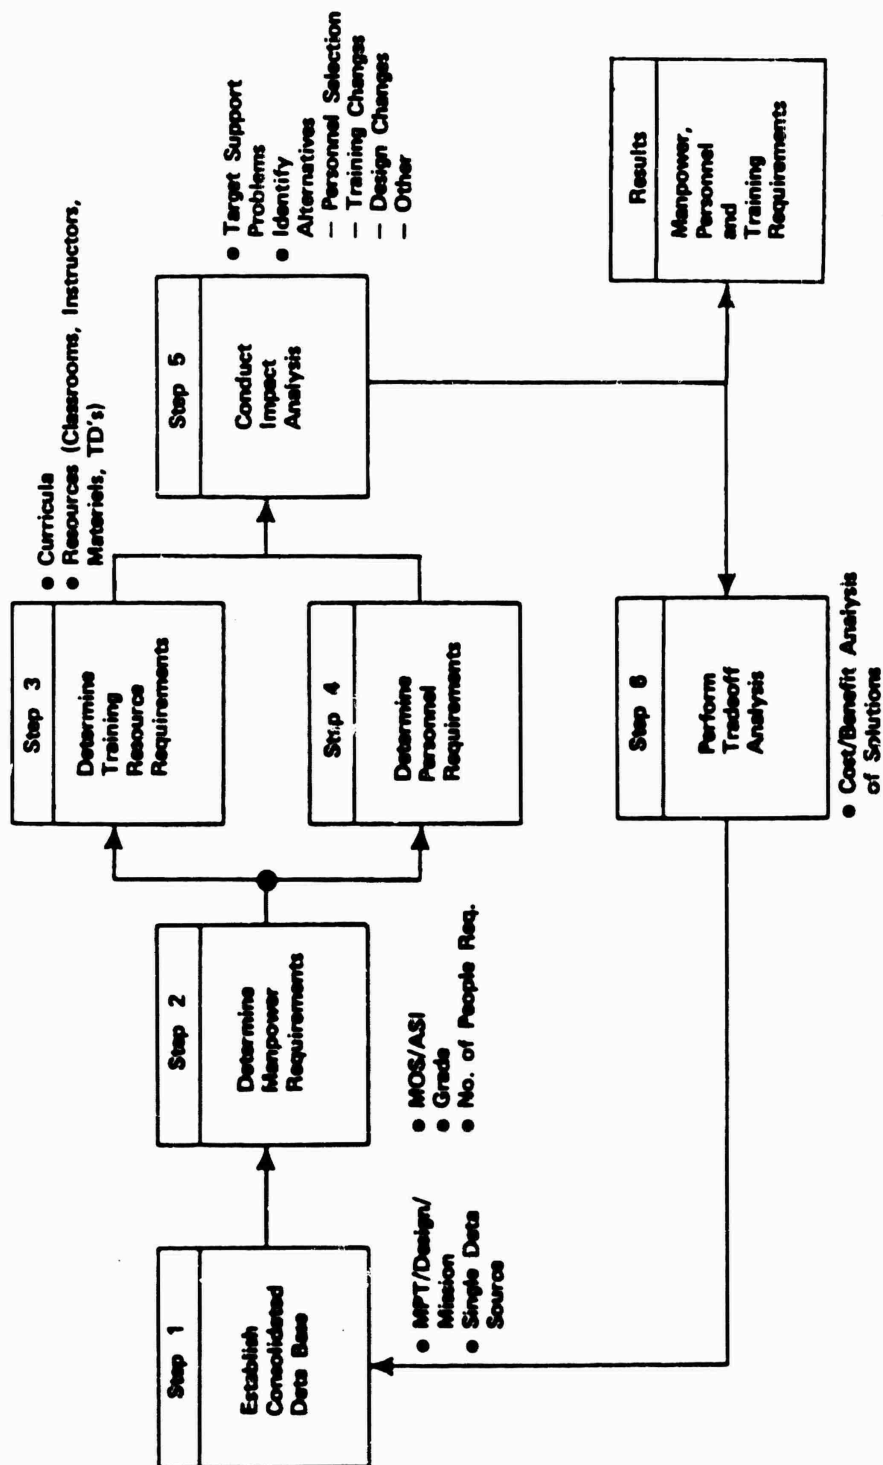 Step 1
Establish
Consolidated
Data Base
● MPT/Design/
Mission
● Single Data
Source
Step 2
Determine
Manpower
Requirements
● MOS/ASI
● Grade
● No. of People Req.
Step 3
Determine
Training
Resource
Requirements
● Curricula
● Resources (Classrooms, Instructors,
Materiels, TD's)
Step 4
Determine
Personnel
Requirements
Step 5
Conduct
Impact
Analysis
● Target Support
Problems
● Identify
Alternatives
— Personnel Selection
— Training Changes
— Design Changes
— Other
Step 6
Perform
Tradeoff
Analysis
● Cost/Benefit Analysis
of Solutions
Results
Manpower,
Personnel
and
Training
Requirements